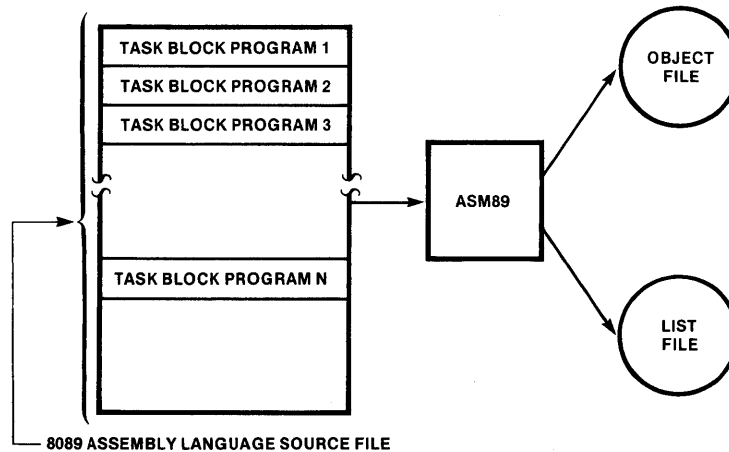 TASK BLOCK PROGRAM 1
TASK BLOCK PROGRAM 2
TASK BLOCK PROGRAM 3
TASK BLOCK PROGRAM N
ASM89
OBJECT
FILE
LIST
FILE
8089 ASSEMBLY LANGUAGE SOURCE FILE